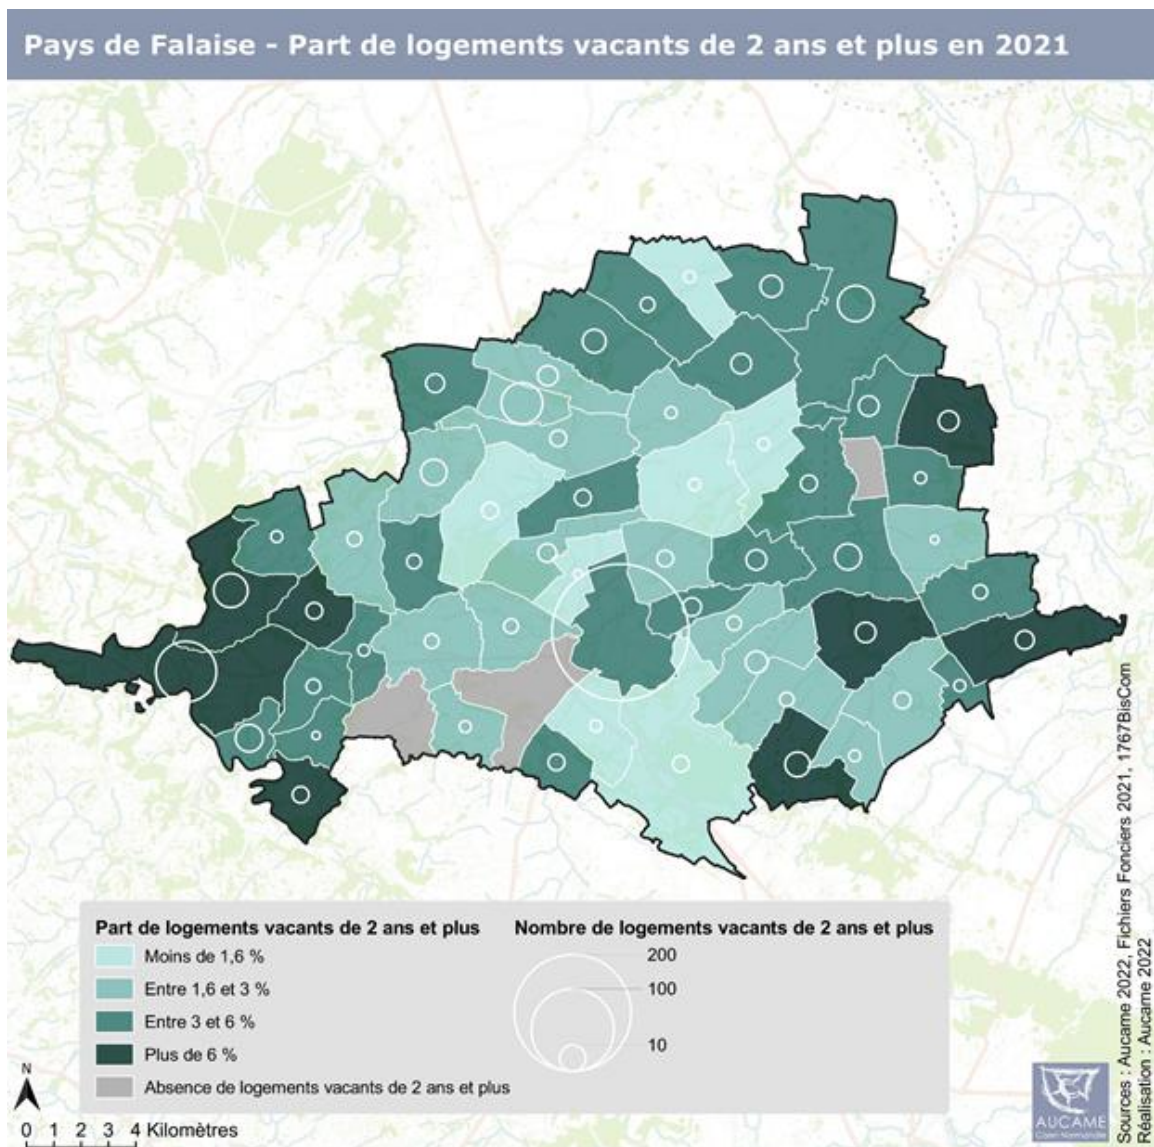 Pays de Falaise - Part de logements vacants de 2 ans et plus en 2021
Part de logements vacants de 2 ans et plus
Moins de 1,6 %
Entre 1,6 et 3 %
Entre 3 et 6 %
Plus de 6 %
Absence de logements vacants de 2 ans et plus
Nombre de logements vacants de 2 ans et plus
200
100
10
N
0 1 2 3 4 Kilomètres
Sources : Aucame 2022, Fichiers Fonciers 2021, 1767BisCom
Réalisation : Aucame 2022
AUCAME
Caen Normandie